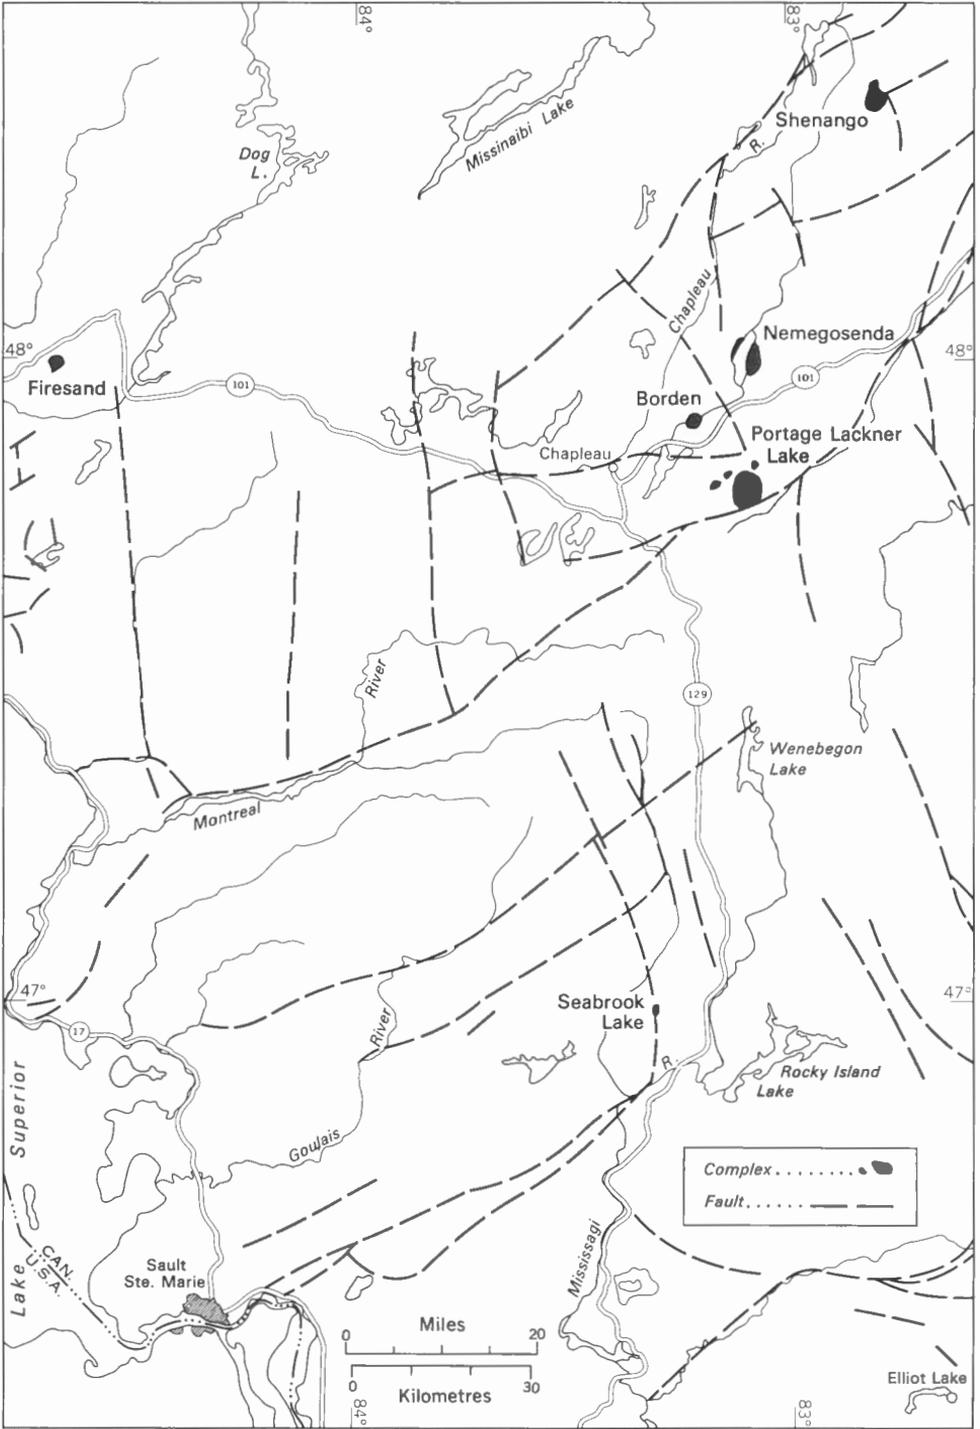 84°
83°
Shenango
Missinaibi Lake
R.
Dog
L.
Chapleau
Nemegosenda
48°
48°
Firesand
101
101
Borden
Portage Lackner
Lake
Chapleau
River
129
Wenebegon
Lake
Montreal
47°
47°
Seabrook
Lake
17
River
R.
Rocky Island
Lake
Lake Superior
Goulais
Complex
Fault
CAN.
U.S.A.
Sault
Ste. Marie
Mississagi
Miles
0 20
0 30
Kilometres
Elliot Lake
84°
83°